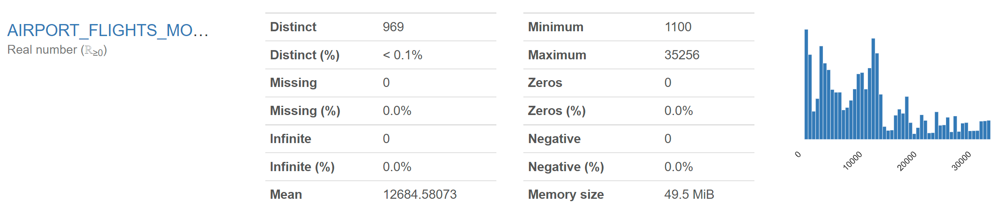 AIRPORT_FLIGHTS_MO…
Real number (ℝ≥0)
Distinct 969
Distinct (%) < 0.1%
Missing 0
Missing (%) 0.0%
Infinite 0
Infinite (%) 0.0%
Mean 12684.58073
Minimum 1100
Maximum 35256
Zeros 0
Zeros (%) 0.0%
Negative 0
Negative (%) 0.0%
Memory size 49.5 MiB
0
10000
20000
30000